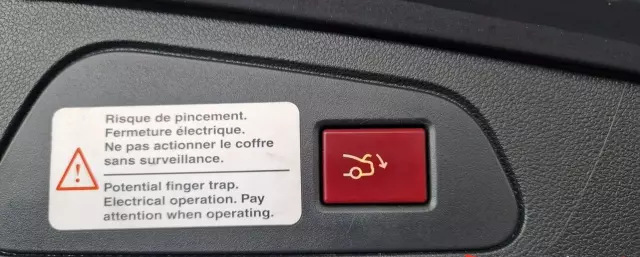 Risque de pincement.
Fermeture électrique.
Ne pas actionner le coffre
sans surveillance.
Potential finger trap.
Electrical operation. Pay
attention when operating.